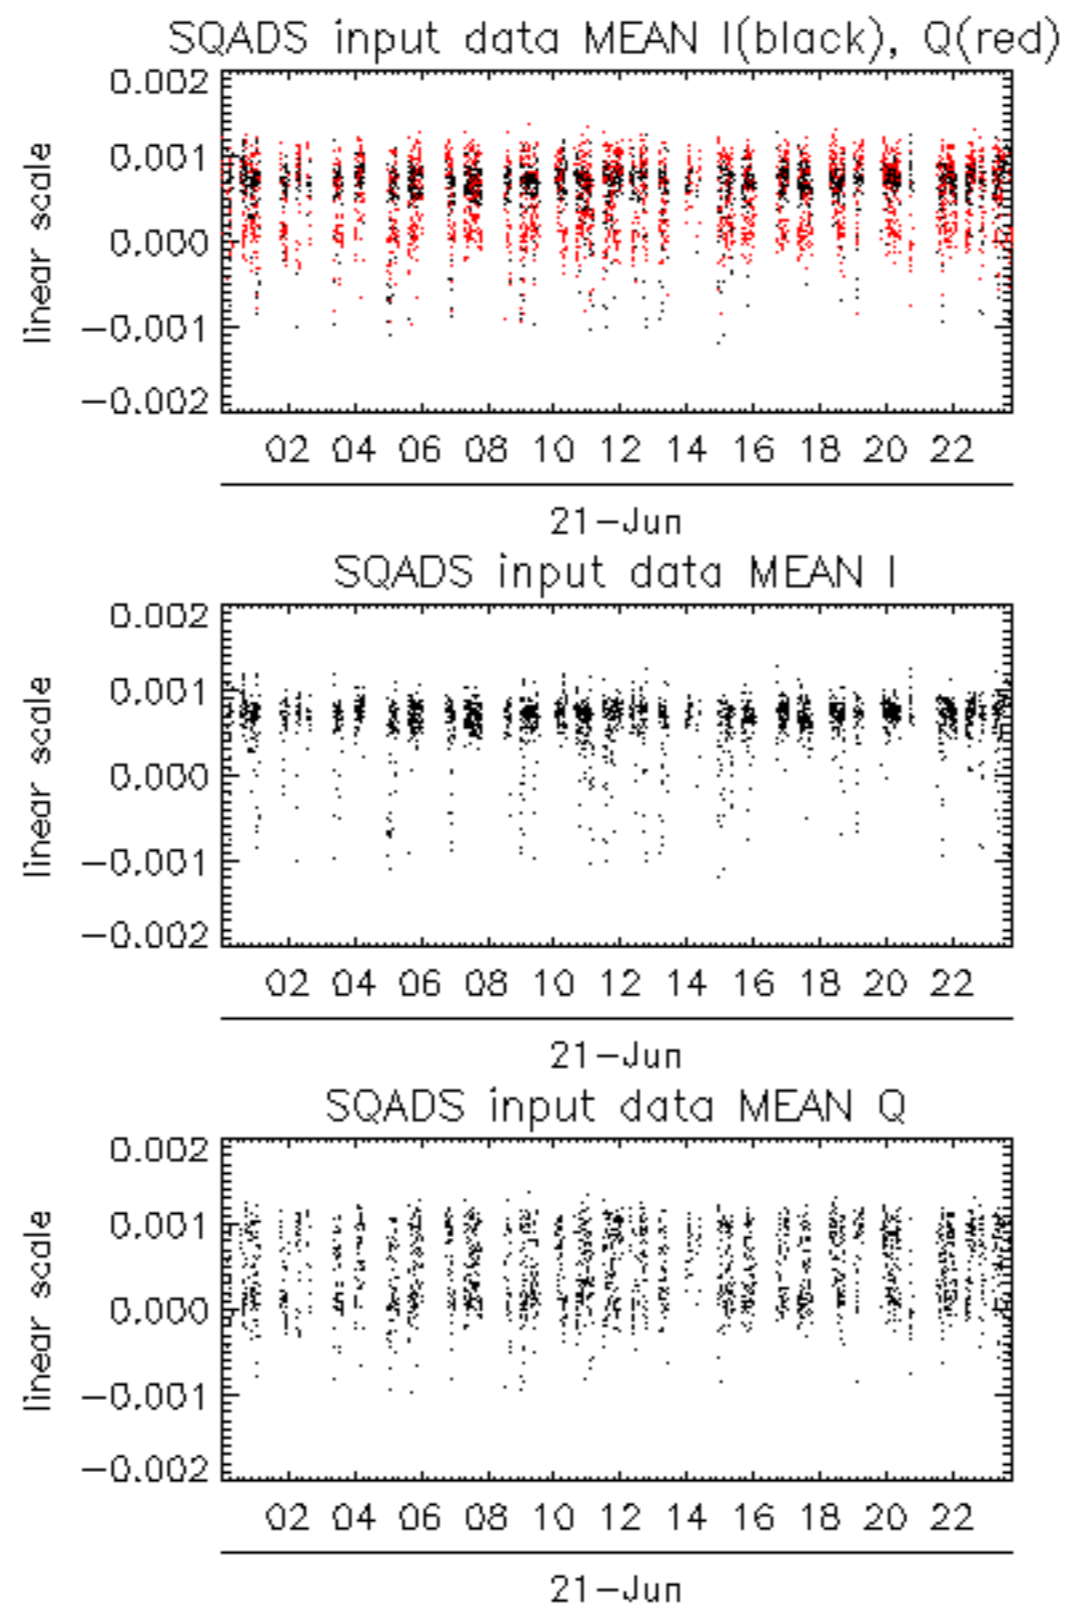 SQADS input data MEAN I(black), Q(red)
0.002
0.001
0.000
−0.001
−0.002
linear scale
02 04 06 08 10 12 14 16 18 20 22
21−Jun
SQADS input data MEAN I
0.002
0.001
0.000
−0.001
−0.002
linear scale
02 04 06 08 10 12 14 16 18 20 22
21−Jun
SQADS input data MEAN Q
0.002
0.001
0.000
−0.001
−0.002
linear scale
02 04 06 08 10 12 14 16 18 20 22
21−Jun